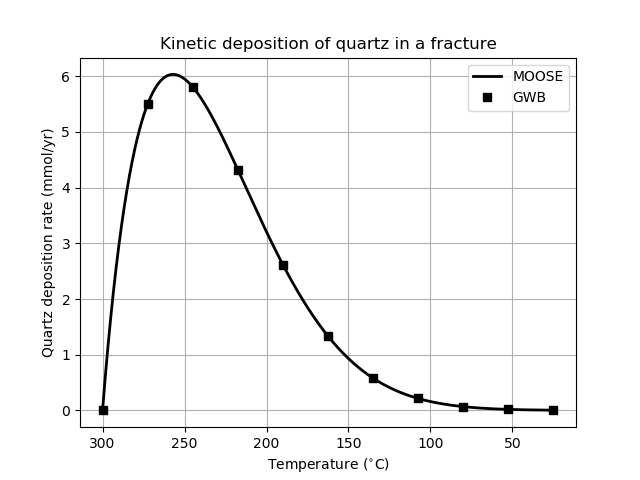 Kinetic deposition of quartz in a fracture
MOOSE
GWB
Quartz deposition rate (mmol/yr)
6
5
4
3
2
1
0
300 250 200 150 100 50
Temperature (°C)